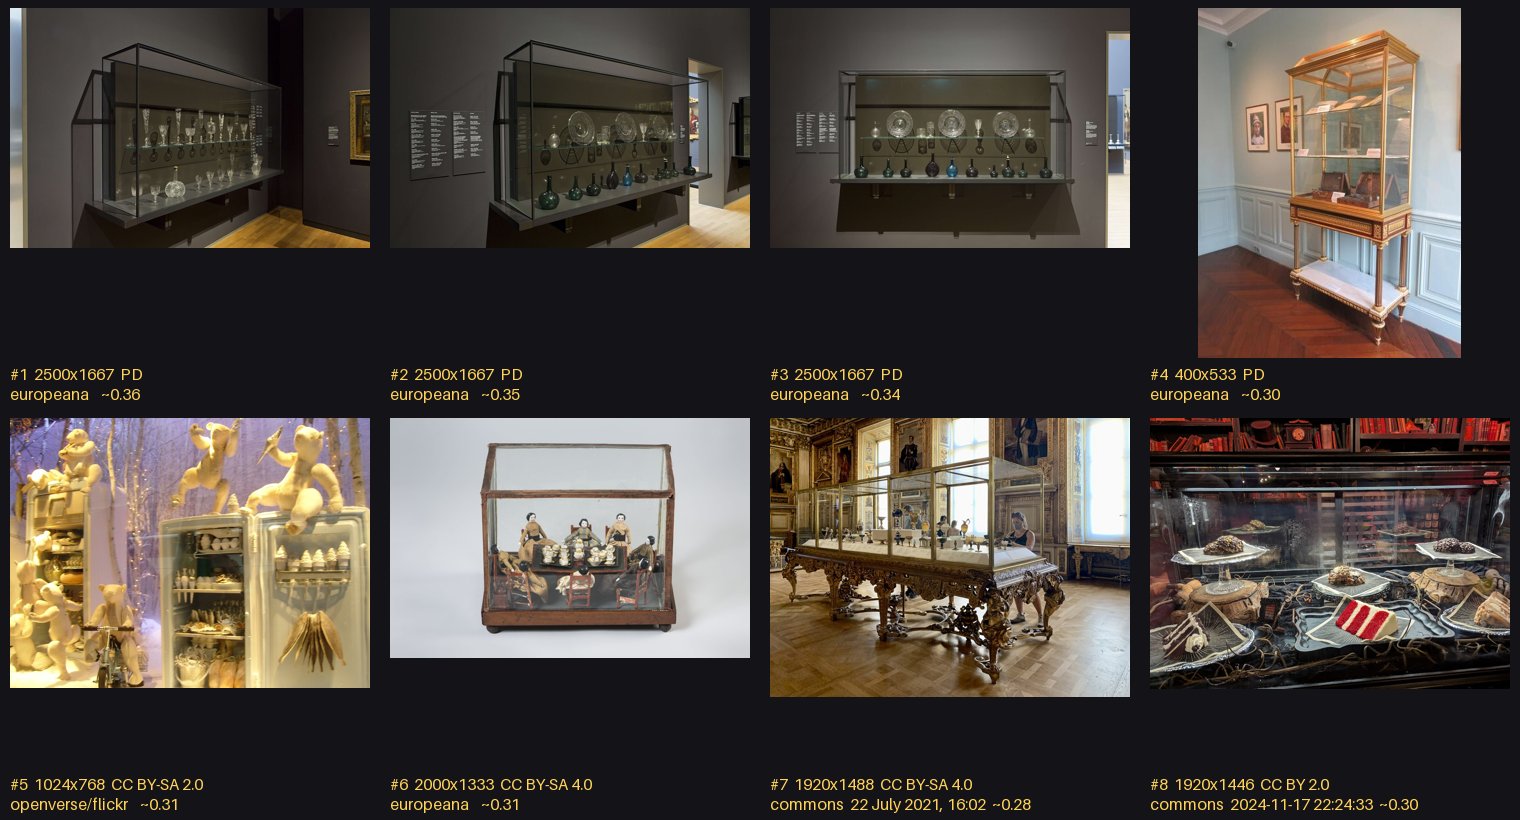 #1 2500x1667 PD
europeana ~0.36
#2 2500x1667 PD
europeana ~0.35
#3 2500x1667 PD
europeana ~0.34
#4 400x533 PD
europeana ~0.30
#5 1024x768 CC BY-SA 2.0
openverse/flickr ~0.31
#6 2000x1333 CC BY-SA 4.0
europeana ~0.31
#7 1920x1488 CC BY-SA 4.0
commons 22 July 2021, 16:02 ~0.28
#8 1920x1446 CC BY 2.0
commons 2024-11-17 22:24:33 ~0.30